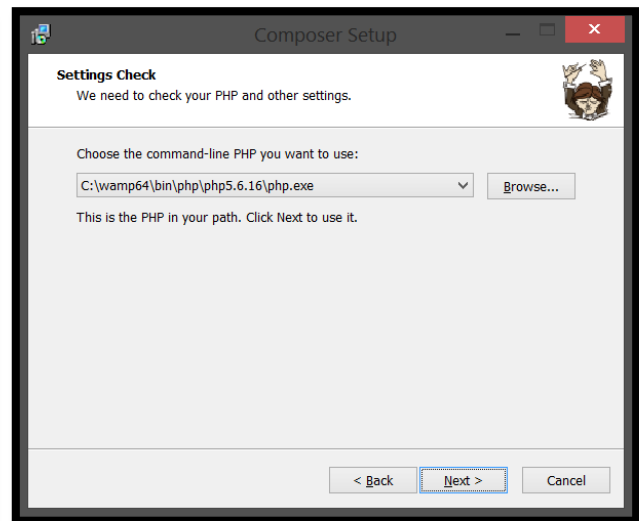 Composer Setup
Settings Check
We need to check your PHP and other settings.
Choose the command-line PHP you want to use:
C:\wamp64\bin\php\php5.6.16\php.exe
Browse...
This is the PHP in your path. Click Next to use it.
< Back
Next >
Cancel